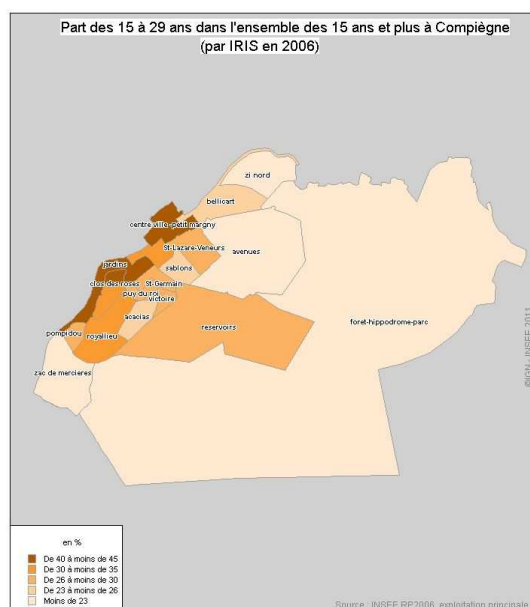 Part des 15 à 29 ans dans l'ensemble des 15 ans et plus à Compiègne
(par IRIS en 2006)
zi nord
bellicart
centre ville-petit margny
St-Lazare-Veneurs
avenues
jardins
sablons
clos des roses
St-Germain
puy du roi
victoire
acacias
pompidou
royallieu
reservoirs
foret-hippodrome-parc
zac de mercieres
©IGN - INSEE 2011
en %
De 40 à moins de 45
De 30 à moins de 35
De 26 à moins de 30
De 23 à moins de 26
Moins de 23
Source : INSEE RP2006, exploitation principale